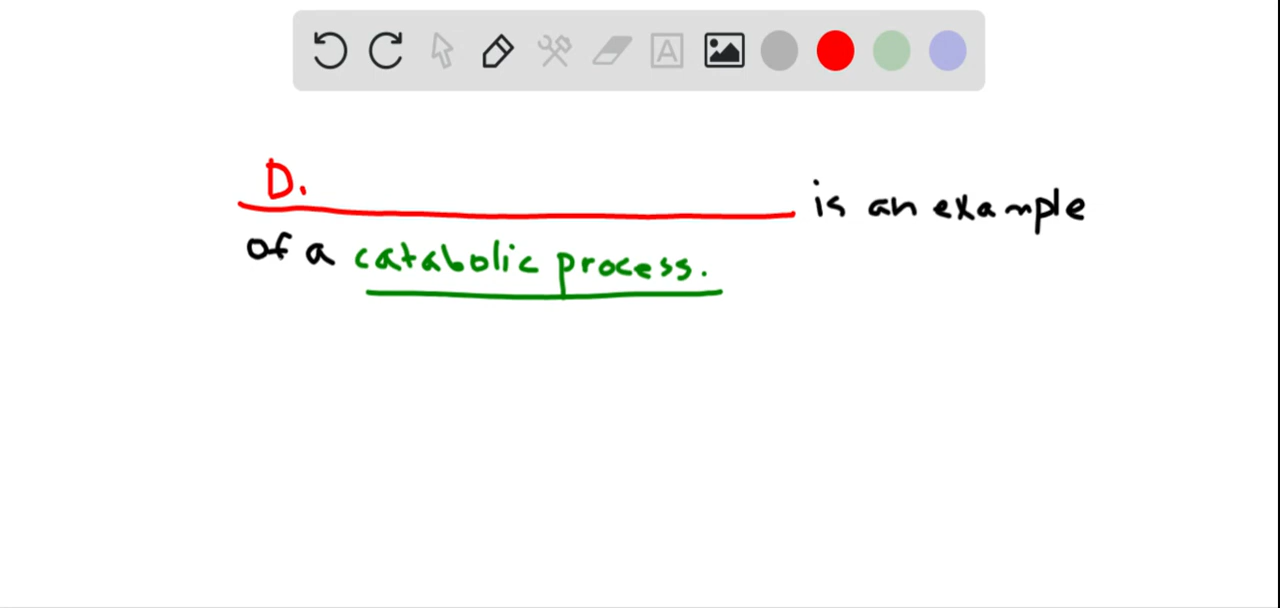 D. is an example
of a catabolic process.